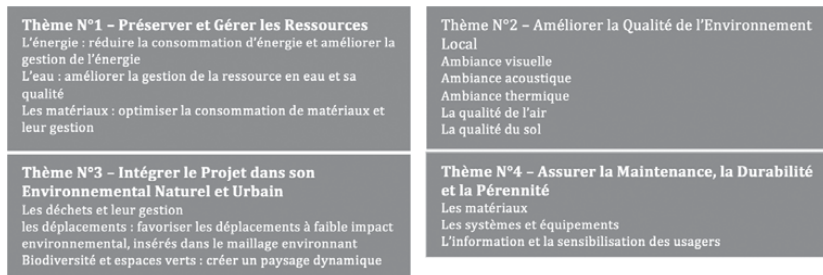 Thème N°1 – Préserver et Gérer les Ressources
L'énergie : réduire la consommation d'énergie et améliorer la
gestion de l'énergie
L'eau : améliorer la gestion de la ressource en eau et sa
qualité
Les matériaux : optimiser la consommation de matériaux et
leur gestion
Thème N°2 – Améliorer la Qualité de l'Environnement
Local
Ambiance visuelle
Ambiance acoustique
Ambiance thermique
La qualité de l'air
La qualité du sol
Thème N°3 – Intégrer le Projet dans son
Environnemental Naturel et Urbain
Les déchets et leur gestion
les déplacements : favoriser les déplacements à faible impact
environnemental, insérés dans le maillage environnant
Biodiversité et espaces verts : créer un paysage dynamique
Thème N°4 – Assurer la Maintenance, la Durabilité
et la Pérennité
Les matériaux
Les systèmes et équipements
L'information et la sensibilisation des usagers